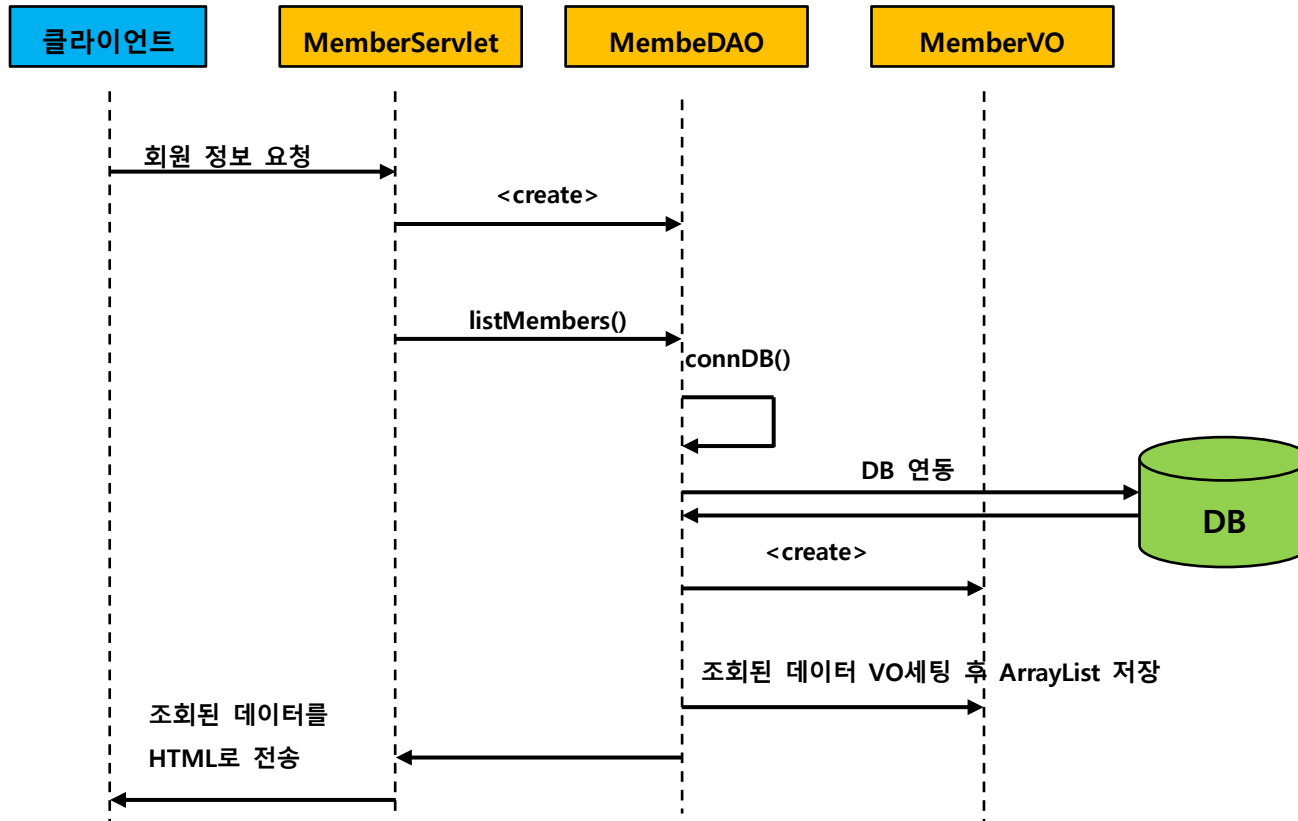 클라이언트
MemberServlet
MembeDAO
MemberVO
회원 정보 요청
<create>
listMembers()
connDB()
DB 연동
DB
<create>
조회된 데이터 VO세팅 후 ArrayList 저장
조회된 데이터를
HTML로 전송